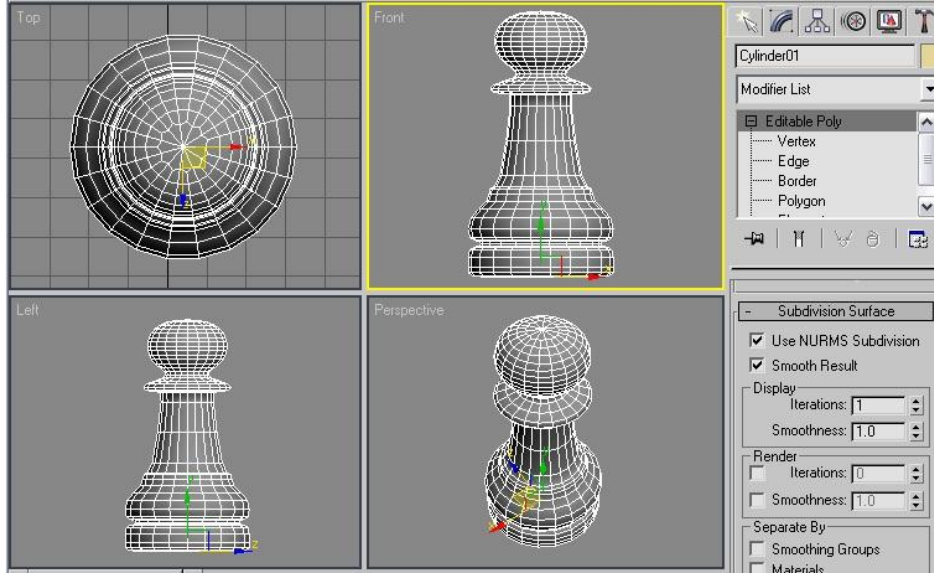 Top
Front
Left
Perspective
Cylinder01
Modifier List
Editable Poly
Vertex
Edge
Border
Polygon
- Subdivision Surface
Use NURMS Subdivision
Smooth Result
Display
Iterations: 1
Smoothness: 1.0
Render
Iterations: 0
Smoothness: 1.0
Separate By
Smoothing Groups
Materials